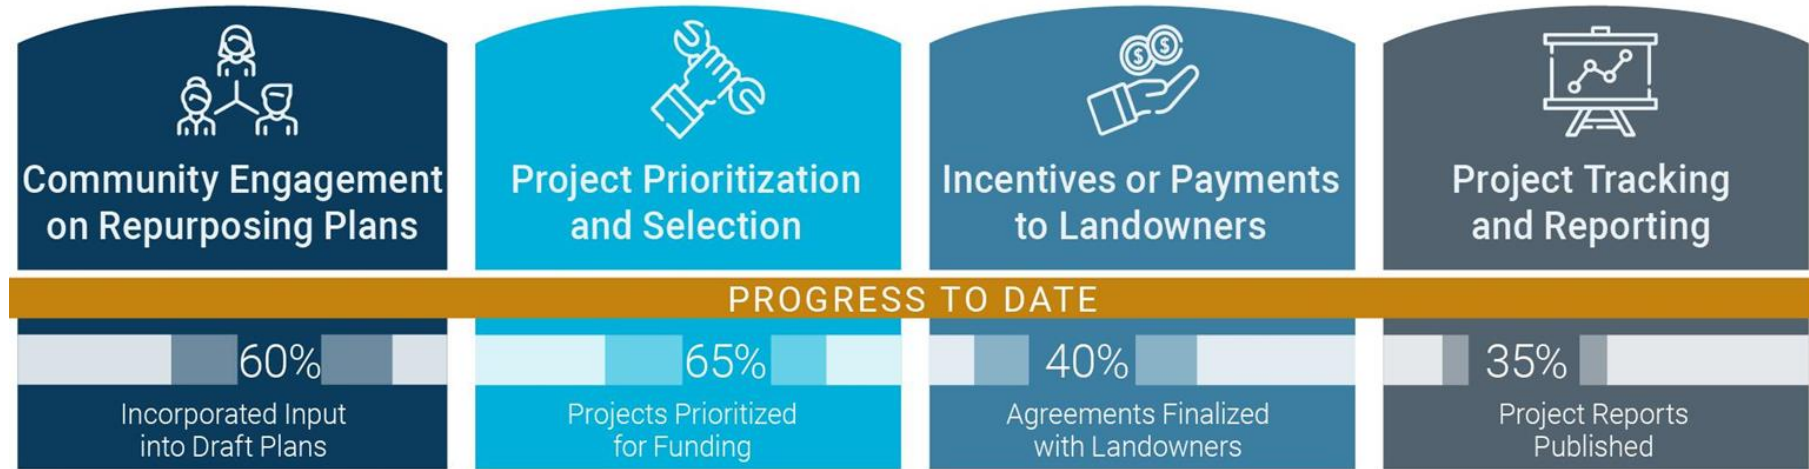 Community Engagement
on Repurposing Plans
Project Prioritization
and Selection
Incentives or Payments
to Landowners
Project Tracking
and Reporting
PROGRESS TO DATE
60%
Incorporated Input
into Draft Plans
65%
Projects Prioritized
for Funding
40%
Agreements Finalized
with Landowners
35%
Project Reports
Published